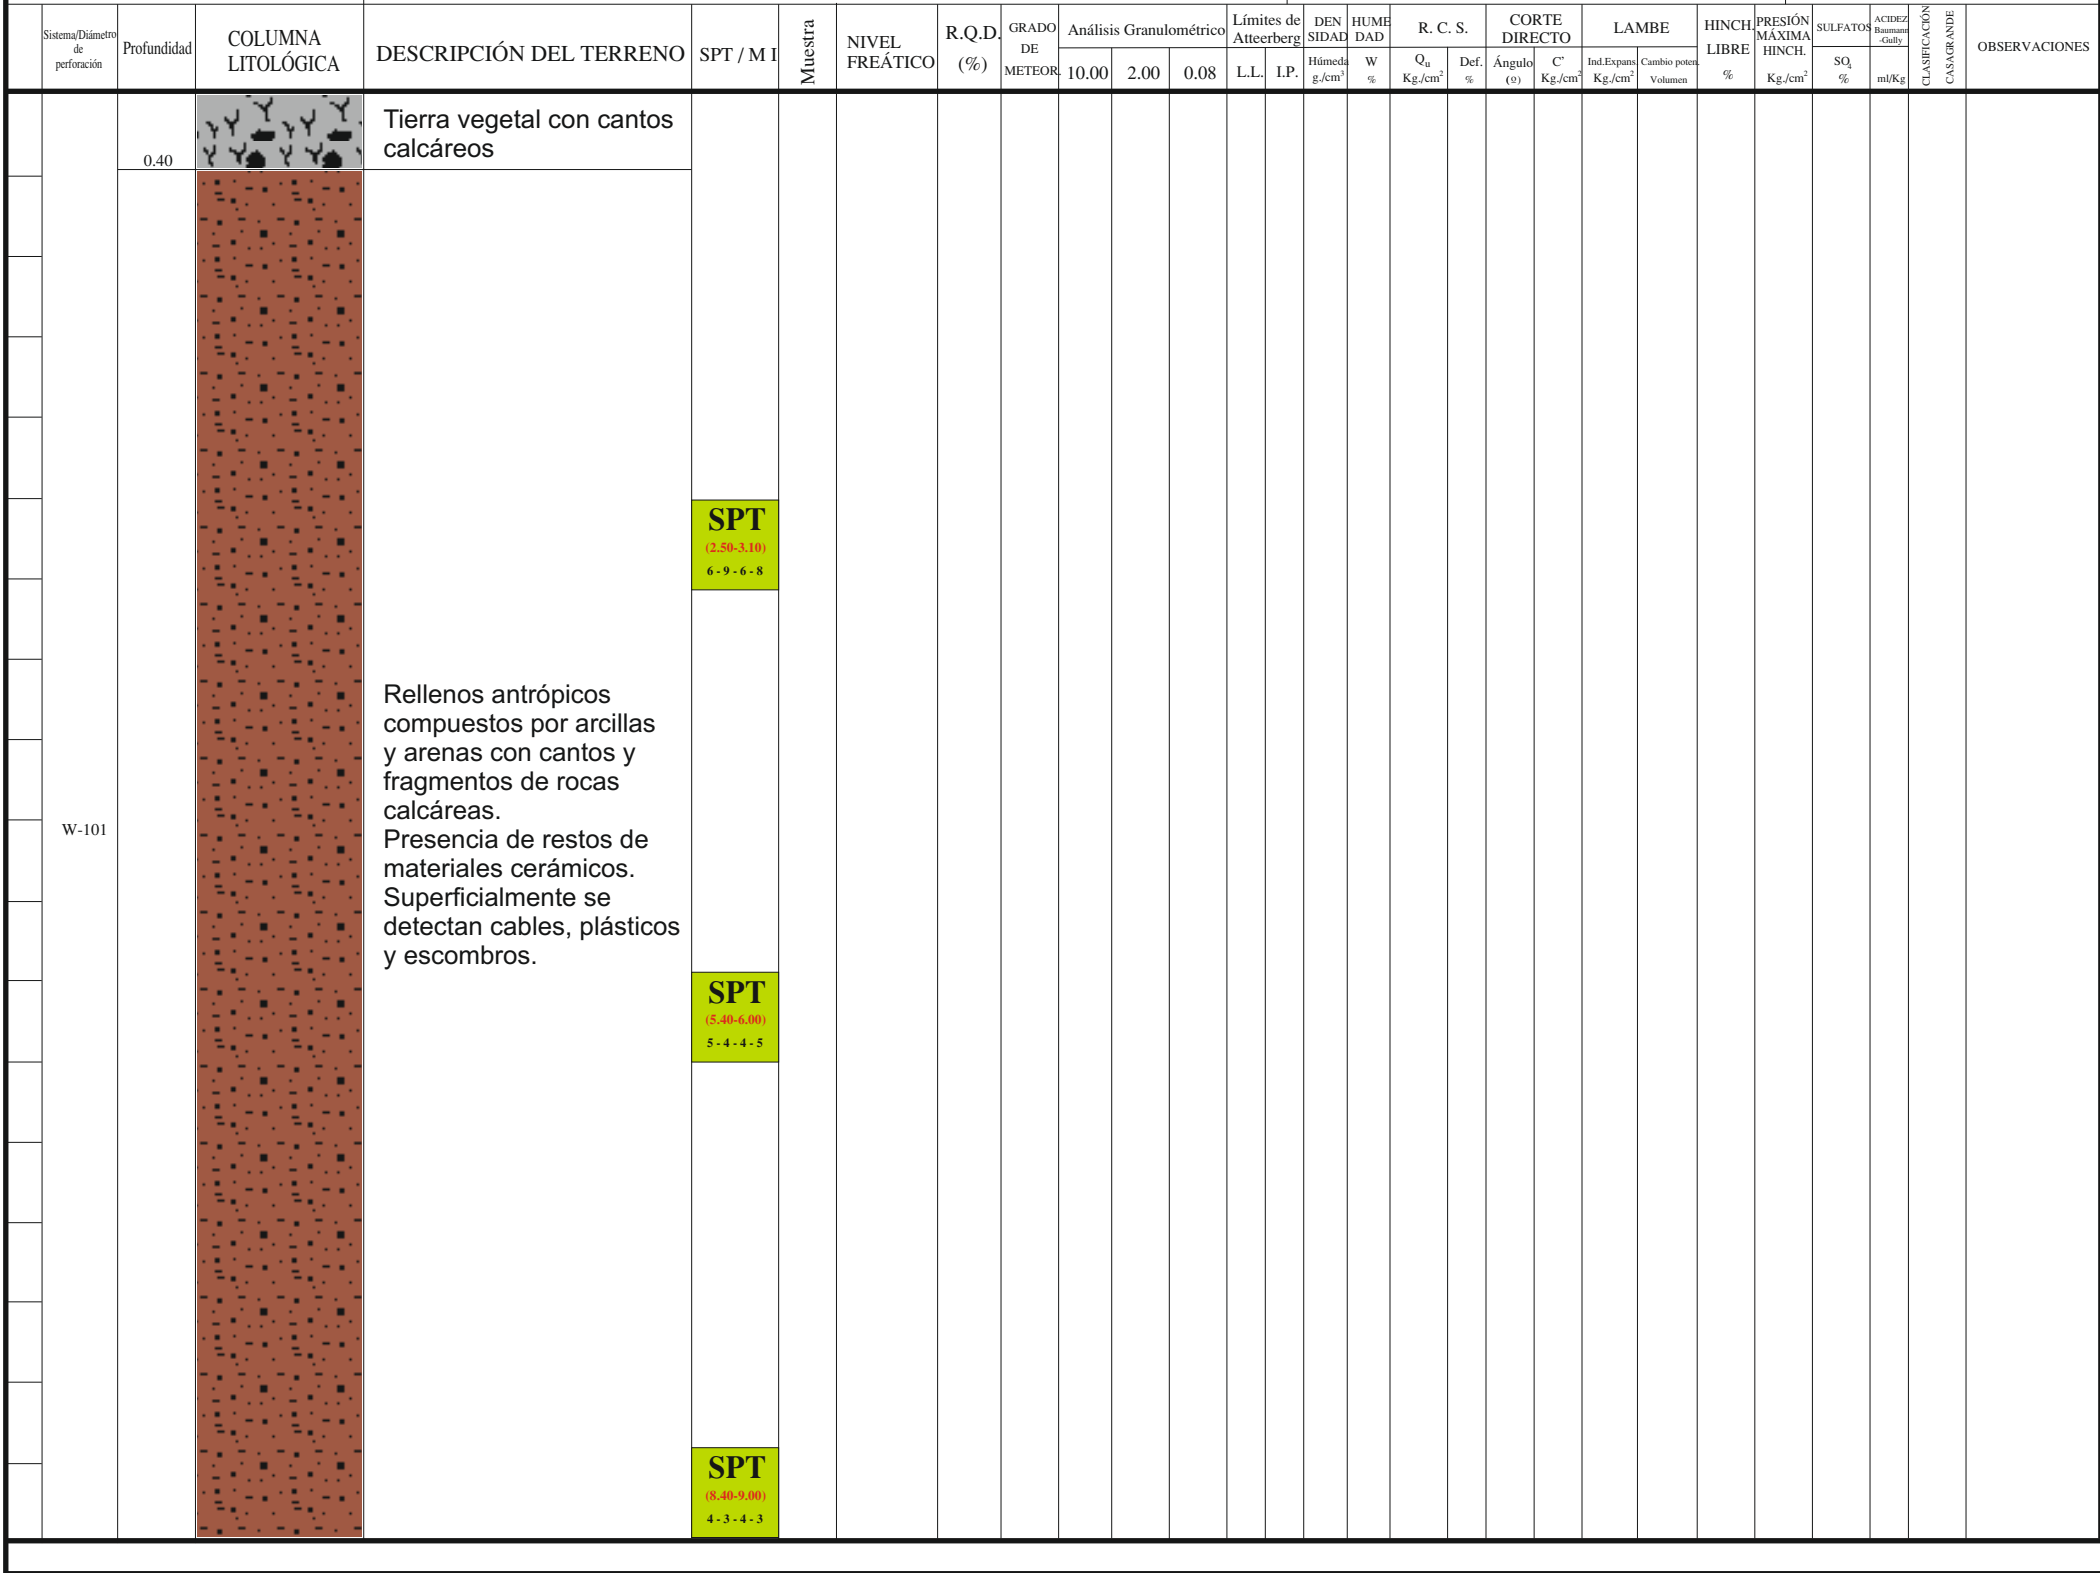 Sistema/Diámetro
de
perforación
Profundidad
COLUMNA
LITOLÓGICA
DESCRIPCIÓN DEL TERRENO
SPT / M I
Muestra
NIVEL
FREÁTICO
R.Q.D.
(%)
GRADO
DE
METEOR.
Análisis Granulométrico
10.00 2.00 0.08
Límites de
Atteerberg
L.L. I.P.
DEN
SIDAD
Húmeda
g./cm³
HUME
DAD
W
%
R. C. S.
Qu
Kg./cm²
Def.
%
CORTE
DIRECTO
Ángulo
(º)
C'
Kg./cm²
LAMBE
Ind.Expans.
Kg./cm²
Cambio poten.
Volumen
HINCH.
LIBRE
%
PRESIÓN
MÁXIMA
HINCH.
Kg./cm²
SULFATOS
SO4
%
ACIDEZ
Baumann
-Gully
ml/Kg
CLASIFICACIÓN
CASAGRANDE
OBSERVACIONES
Tierra vegetal con cantos
calcáreos
0.40
SPT
(2.50-3.10)
6 - 9 - 6 - 8
Rellenos antrópicos
compuestos por arcillas
y arenas con cantos y
fragmentos de rocas
calcáreas.
Presencia de restos de
materiales cerámicos.
Superficialmente se
detectan cables, plásticos
y escombros.
W-101
SPT
(5.40-6.00)
5 - 4 - 4 - 5
SPT
(8.40-9.00)
4 - 3 - 4 - 3